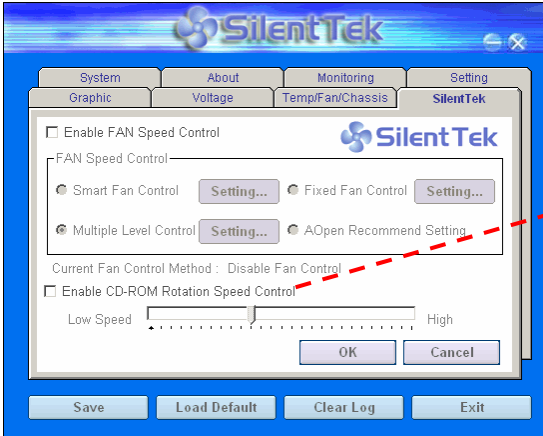 SilentTek
System About Monitoring Setting
Graphic Voltage Temp/Fan/Chassis SilentTek
Enable FAN Speed Control
SilentTek
FAN Speed Control
Smart Fan Control Setting... Fixed Fan Control Setting...
Multiple Level Control Setting... AOpen Recommend Setting
Current Fan Control Method : Disable Fan Control
Enable CD-ROM Rotation Speed Control
Low Speed High
OK Cancel
Save Load Default Clear Log Exit